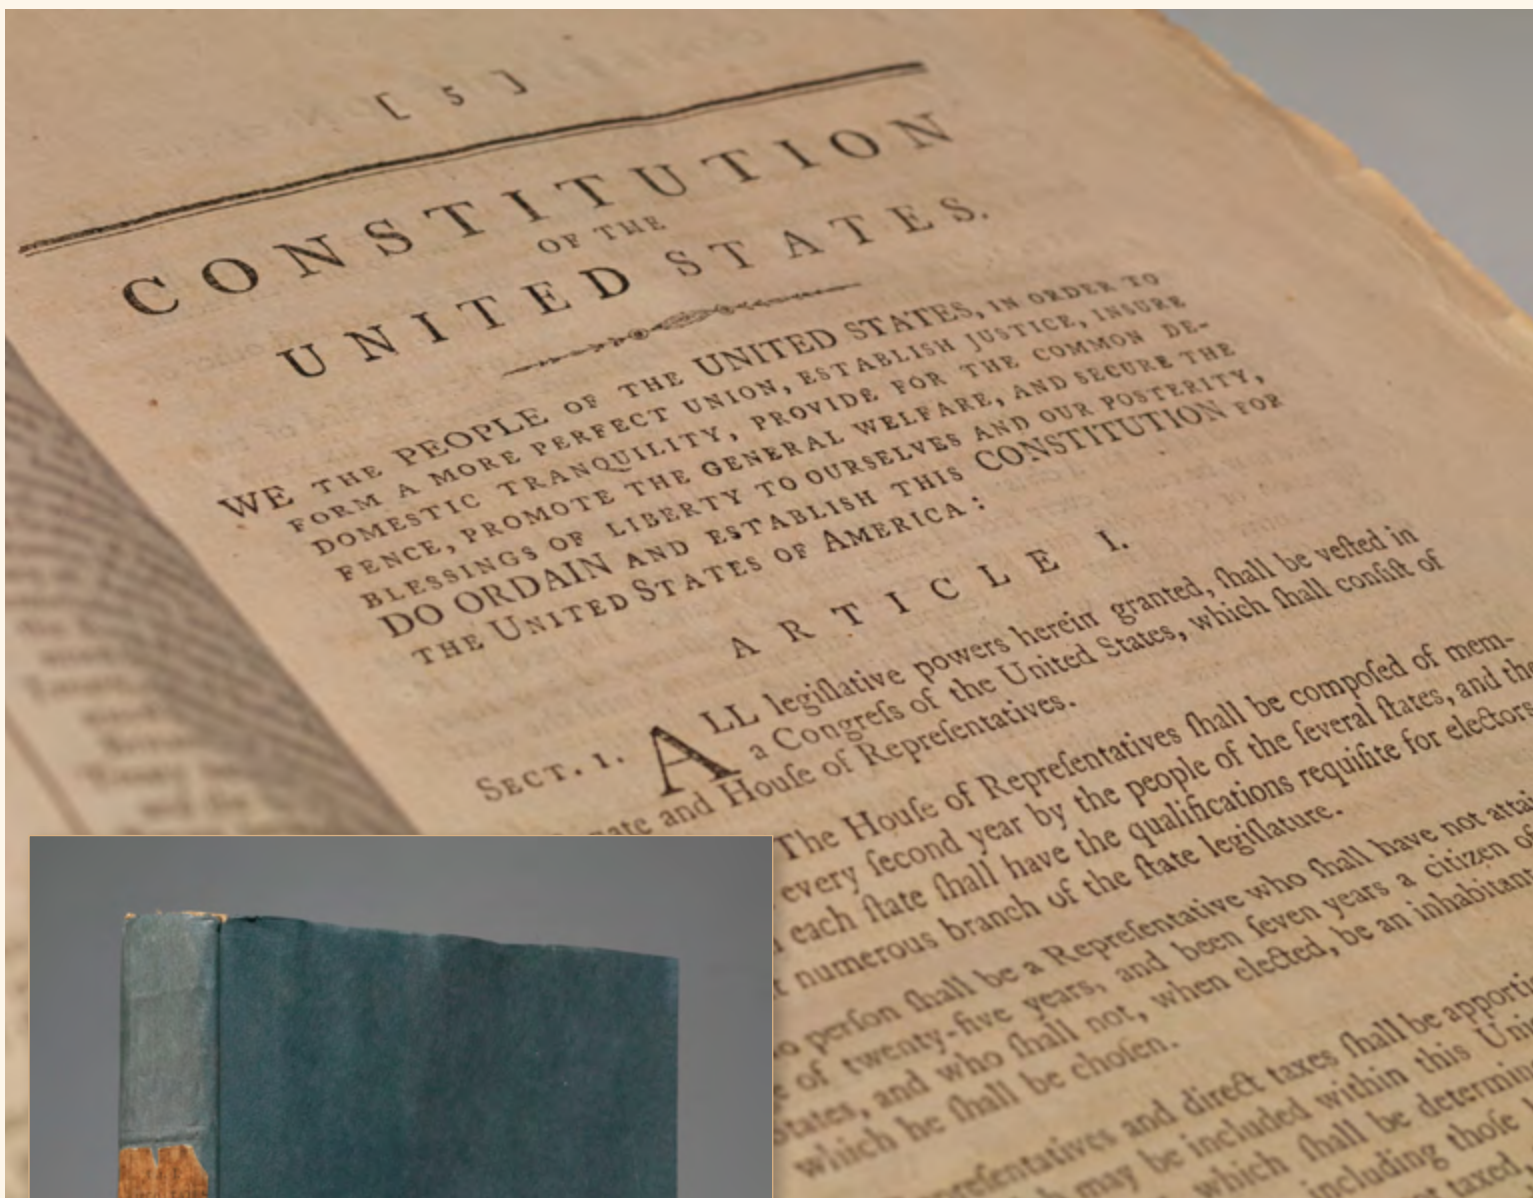 [ 5 ]
CONSTITUTION
OF THE
UNITED STATES.
WE THE PEOPLE OF THE UNITED STATES, IN ORDER TO
FORM A MORE PERFECT UNION, ESTABLISH JUSTICE, INSURE
DOMESTIC TRANQUILITY, PROVIDE FOR THE COMMON DE-
FENCE, PROMOTE THE GENERAL WELFARE, AND SECURE THE
BLESSINGS OF LIBERTY TO OURSELVES AND OUR POSTERITY,
DO ORDAIN AND ESTABLISH THIS CONSTITUTION FOR
THE UNITED STATES OF AMERICA:
ARTICLE I.
SECT. 1. ALL legiſlative powers herein granted, ſhall be veſted in
a Congreſs of the United States, which ſhall conſiſt of
and Houſe of Repreſentatives.
The Houſe of Repreſentatives ſhall be compoſed of mem-
every ſecond year by the people of the ſeveral ſtates, and the
each ſtate ſhall have the qualifications requiſite for electors
numerous branch of the ſtate legiſlature.
perſon ſhall be a Repreſentative who ſhall have not
of twenty-five years, and been ſeven years a citizen of
and who ſhall not, when elected, be an inhabitant
which he ſhall be choſen.
and direct taxes ſhall be
may be included within this
which ſhall be
including thoſe
taxed,